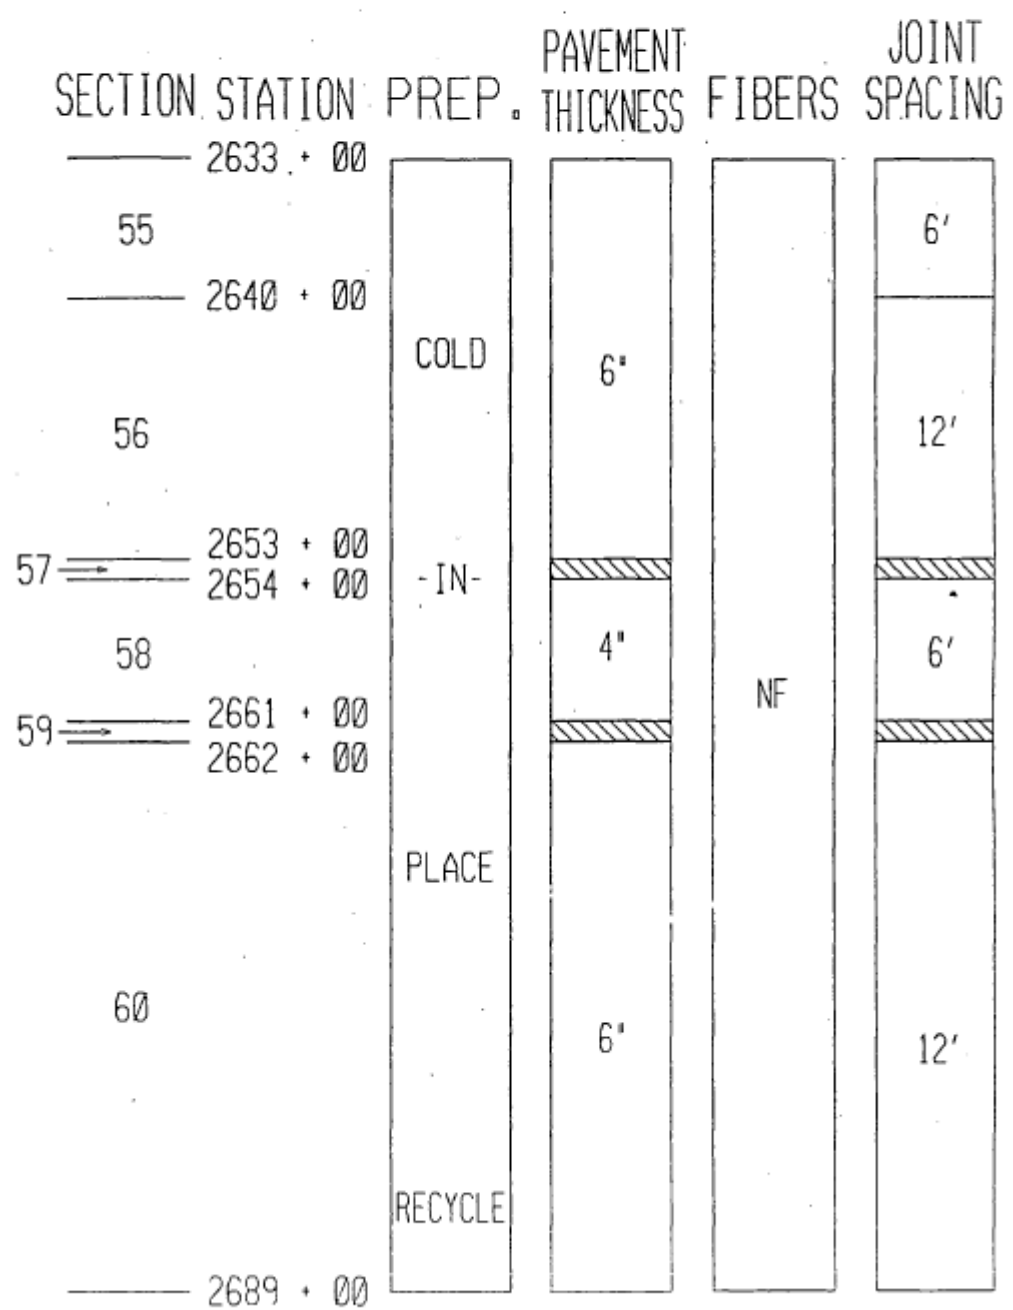 SECTION STATION PREP. PAVEMENT THICKNESS FIBERS JOINT SPACING
2633 + 00
55 6'
2640 + 00
COLD 6"
56 12'
2653 + 00
57 -IN-
2654 + 00
58 4" 6'
NF
2661 + 00
59
2662 + 00
PLACE
60
6" 12'
RECYCLE
2689 + 00